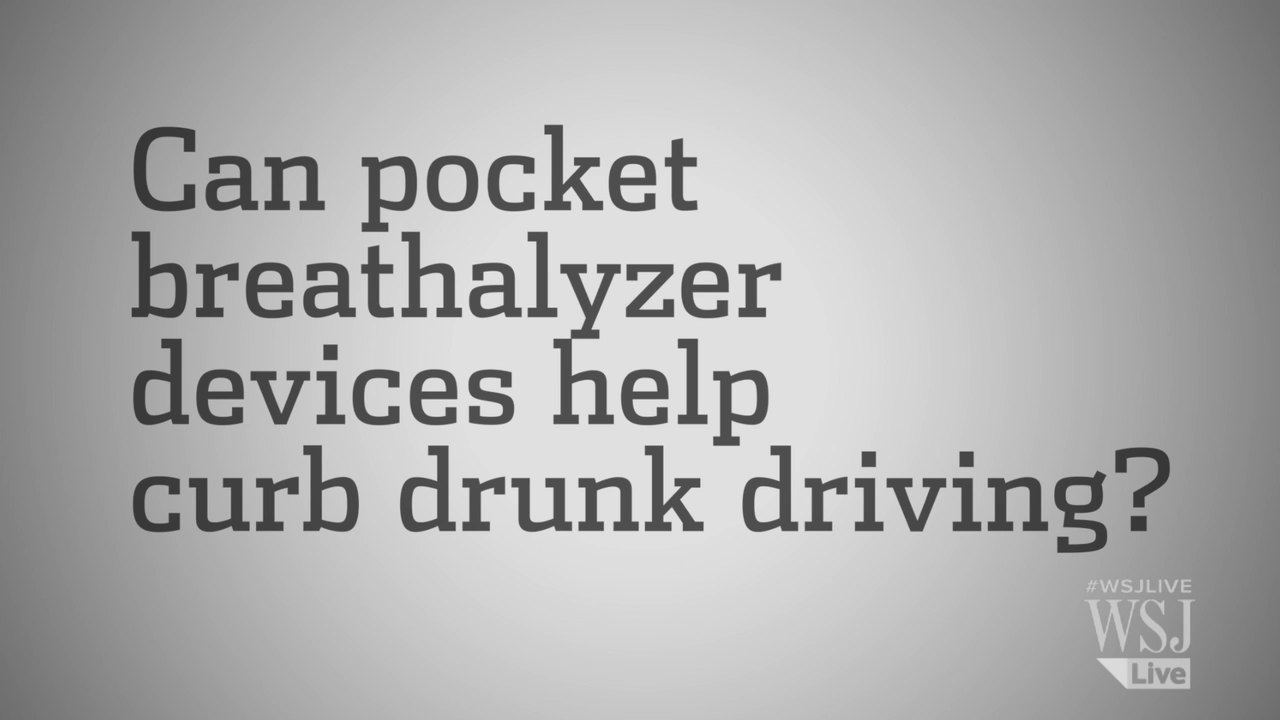 Can pocket
breathalyzer
devices help
curb drunk driving?
#WSJLIVE
WSJ
Live